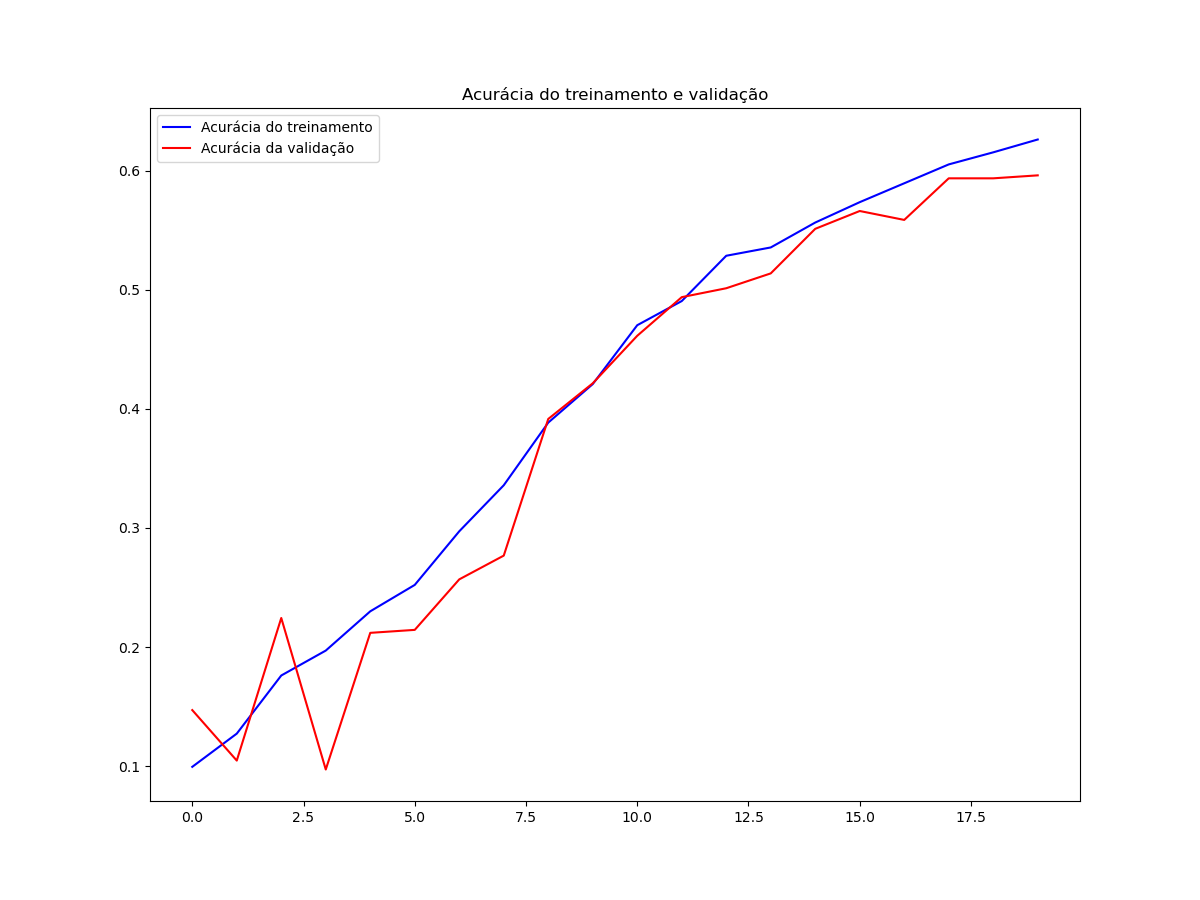 Acurácia do treinamento e validação
Acurácia do treinamento
Acurácia da validação
0.6
0.5
0.4
0.3
0.2
0.1
0.0 2.5 5.0 7.5 10.0 12.5 15.0 17.5